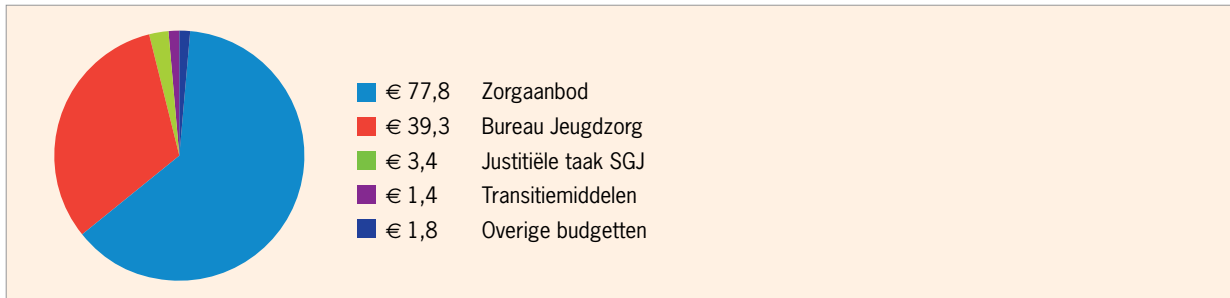 € 77,8 Zorgaanbod
€ 39,3 Bureau Jeugdzorg
€ 3,4 Justitiële taak SGJ
€ 1,4 Transitiemiddelen
€ 1,8 Overige budgetten